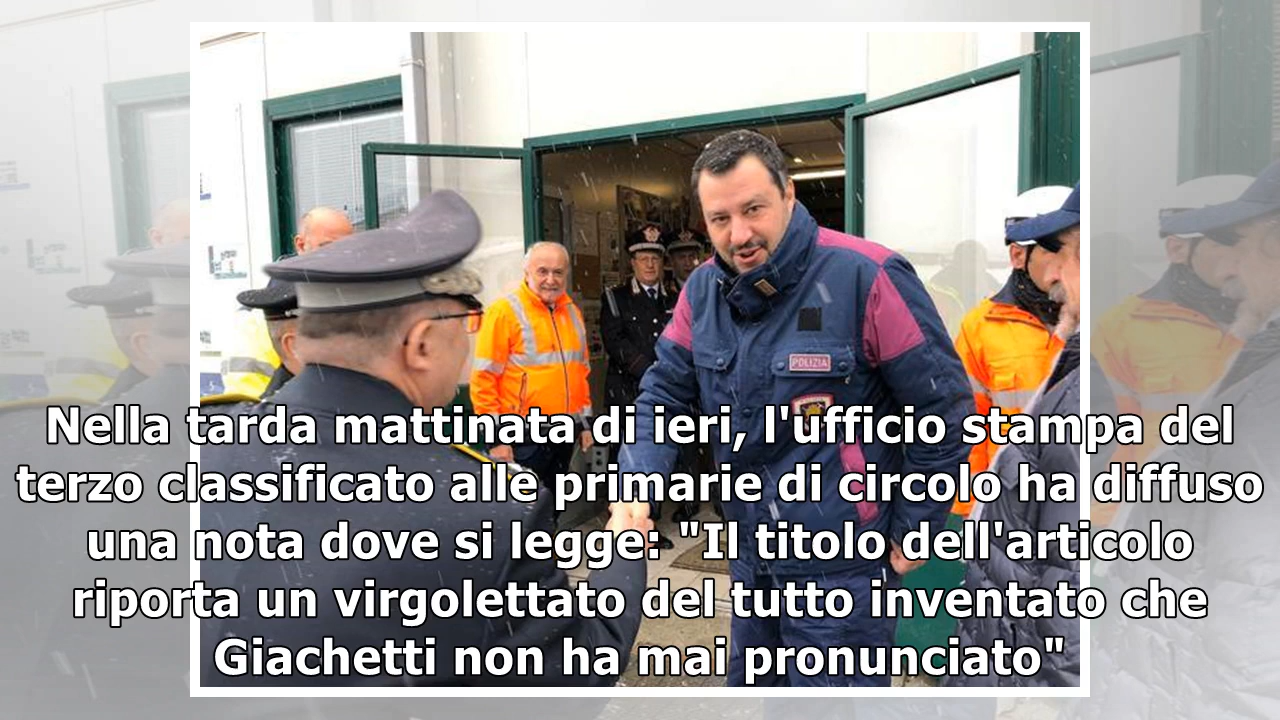 POLIZIA
Nella tarda mattinata di ieri, l'ufficio stampa del
terzo classificato alle primarie di circolo ha diffuso
una nota dove si legge: "Il titolo dell'articolo
riporta un virgolettato del tutto inventato che
Giachetti non ha mai pronunciato"